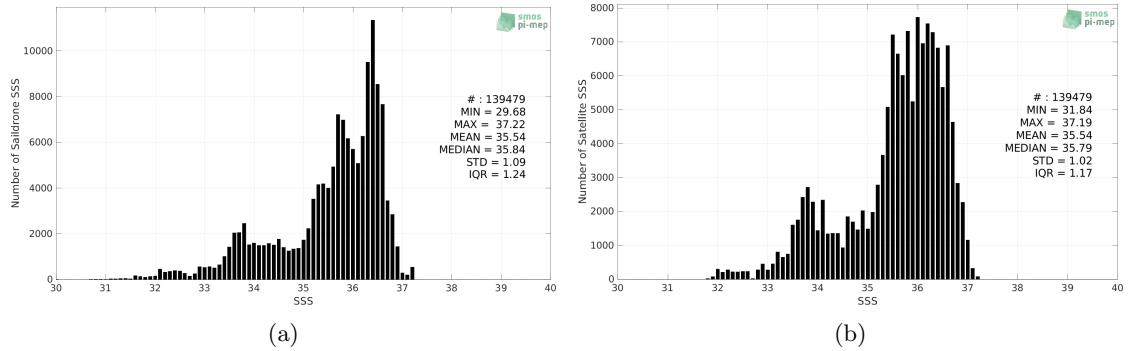 smos
pi-mep
Number of Saildrone SSS
10000
8000
6000
4000
2000
0
# : 139479
MIN = 29.68
MAX = 37.22
MEAN = 35.54
MEDIAN = 35.84
STD = 1.09
IQR = 1.24
30 31 32 33 34 35 36 37 38 39 40
SSS
(a)
smos
pi-mep
Number of Satellite SSS
8000
7000
6000
5000
4000
3000
2000
1000
0
# : 139479
MIN = 31.84
MAX = 37.19
MEAN = 35.54
MEDIAN = 35.79
STD = 1.02
IQR = 1.17
30 31 32 33 34 35 36 37 38 39 40
SSS
(b)